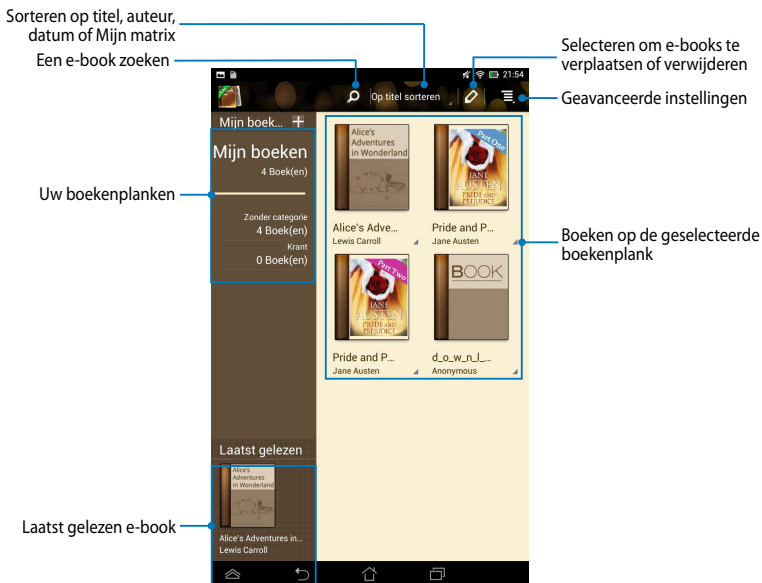 Sorteren op titel, auteur,
datum of Mijn matrix
Een e-book zoeken
Selecteren om e-books te
verplaatsen of verwijderen
Geavanceerde instellingen
21:54
Op titel sorteren
Mijn boek... +
Mijn boeken
4 Boek(en)
Zonder categorie
4 Boek(en)
Krant
0 Boek(en)
Uw boekenplanken
Alice's
Adventures
in Wonderland
Alice's Adve...
Lewis Carroll
Part One
JANE
AUSTEN
PRIDE AND
PREJUDICE
Pride and P...
Jane Austen
Boeken op de geselecteerde
boekenplank
Part Two
JANE
AUSTEN
PRIDE AND
PREJUDICE
Pride and P...
Jane Austen
BOOK
d_o_w_n_l_...
Anonymous
Laatst gelezen
Alice's
Adventures
in Wonderland
Alice's Adventures in...
Lewis Carroll
Laatst gelezen e-book